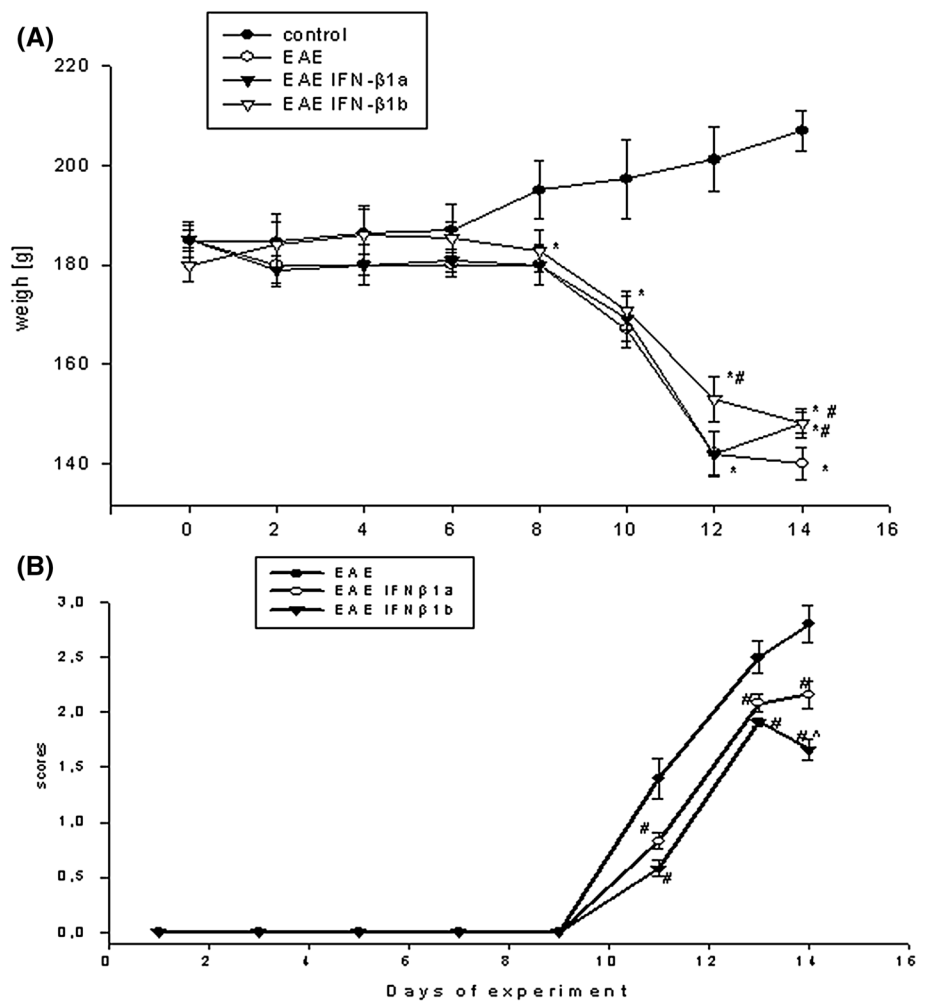 (A)
control
EAE
EAE IFN-β1a
EAE IFN-β1b
220
200
180
160
140
weigh [g]
*
*
*#
* #
*#
*
*
0 2 4 6 8 10 12 14 16
(B)
EAE
EAE IFNβ1a
EAE IFNβ1b
3,0
2,5
2,0
1,5
1,0
0,5
0,0
scores
#
#
#
#
#
#^
0 2 4 6 8 10 12 14 16
Days of experiment